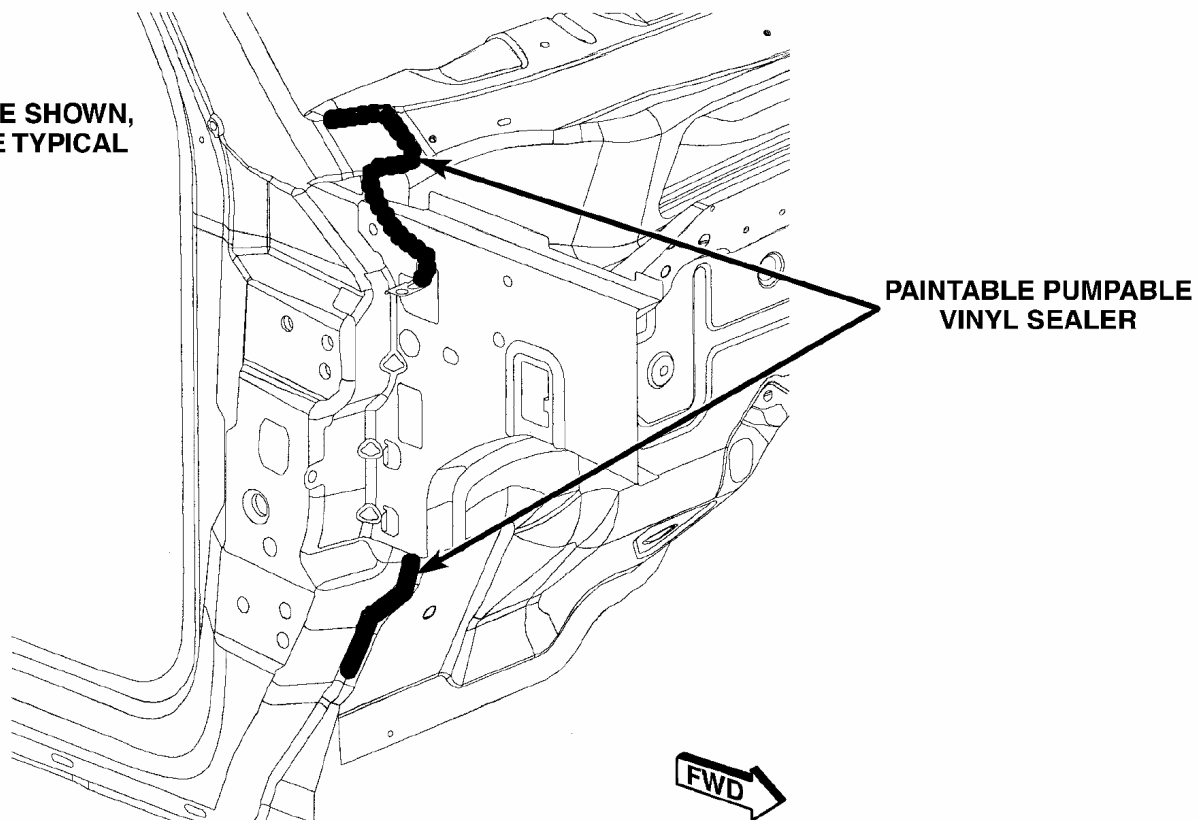 E SHOWN,
E TYPICAL
PAINTABLE PUMPABLE
VINYL SEALER
FWD